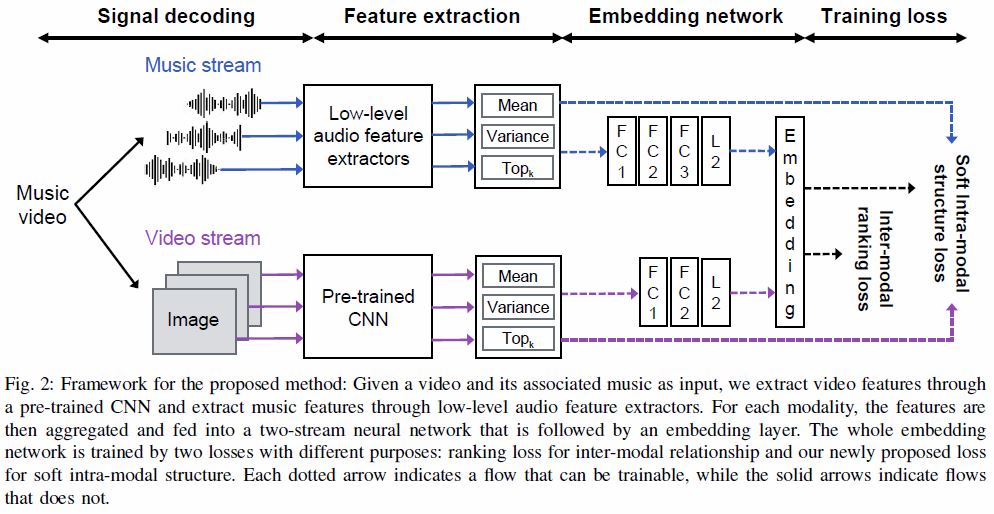 Signal decoding
Feature extraction
Embedding network
Training loss
Music stream
Low-level
audio feature
extractors
Mean
Variance
Topk
FC1
FC2
FC3
L2
Embedding
Music
video
Video stream
Image
Pre-trained
CNN
Mean
Variance
Topk
FC1
FC2
L2
Inter-modal
ranking loss
Soft Intra-modal
structure loss
Fig. 2: Framework for the proposed method: Given a video and its associated music as input, we extract video features through
a pre-trained CNN and extract music features through low-level audio feature extractors. For each modality, the features are
then aggregated and fed into a two-stream neural network that is followed by an embedding layer. The whole embedding
network is trained by two losses with different purposes: ranking loss for inter-modal relationship and our newly proposed loss
for soft intra-modal structure. Each dotted arrow indicates a flow that can be trainable, while the solid arrows indicate flows
that does not.